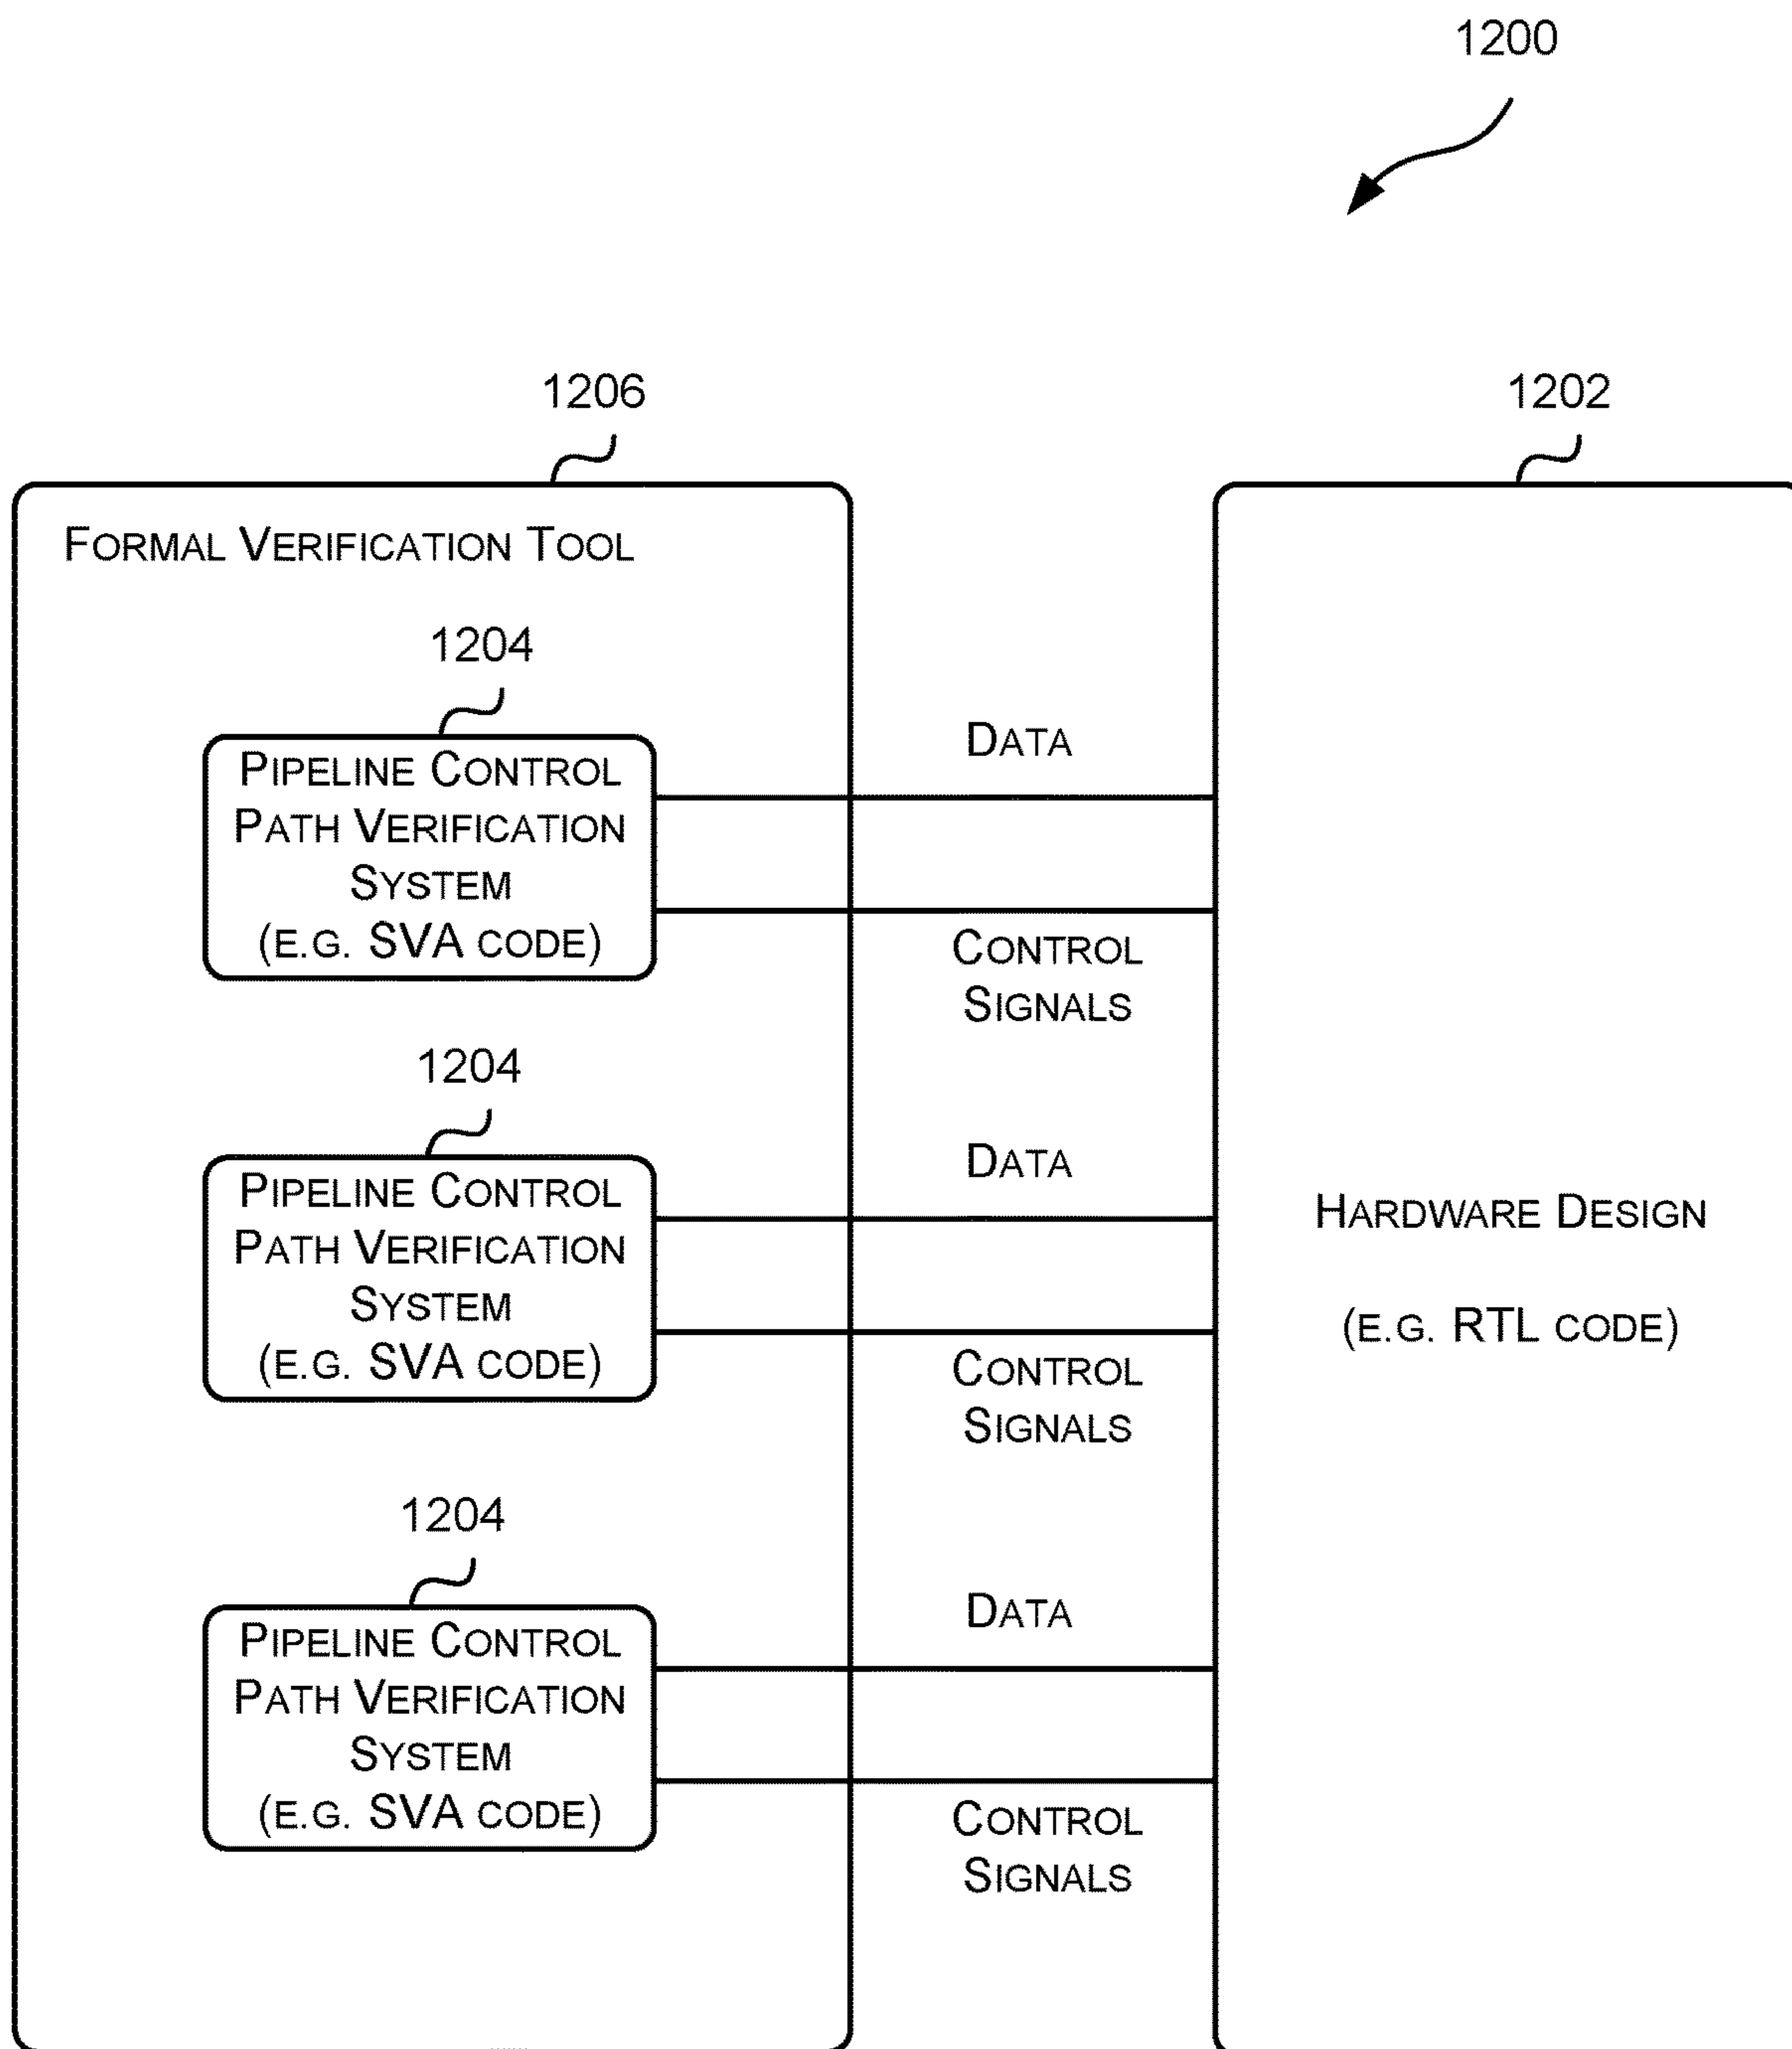 1200
1206
1202
FORMAL VERIFICATION TOOL
1204
PIPELINE CONTROL
PATH VERIFICATION
SYSTEM
(E.G. SVA CODE)
DATA
CONTROL
SIGNALS
1204
PIPELINE CONTROL
PATH VERIFICATION
SYSTEM
(E.G. SVA CODE)
DATA
CONTROL
SIGNALS
HARDWARE DESIGN
(E.G. RTL CODE)
1204
PIPELINE CONTROL
PATH VERIFICATION
SYSTEM
(E.G. SVA CODE)
DATA
CONTROL
SIGNALS